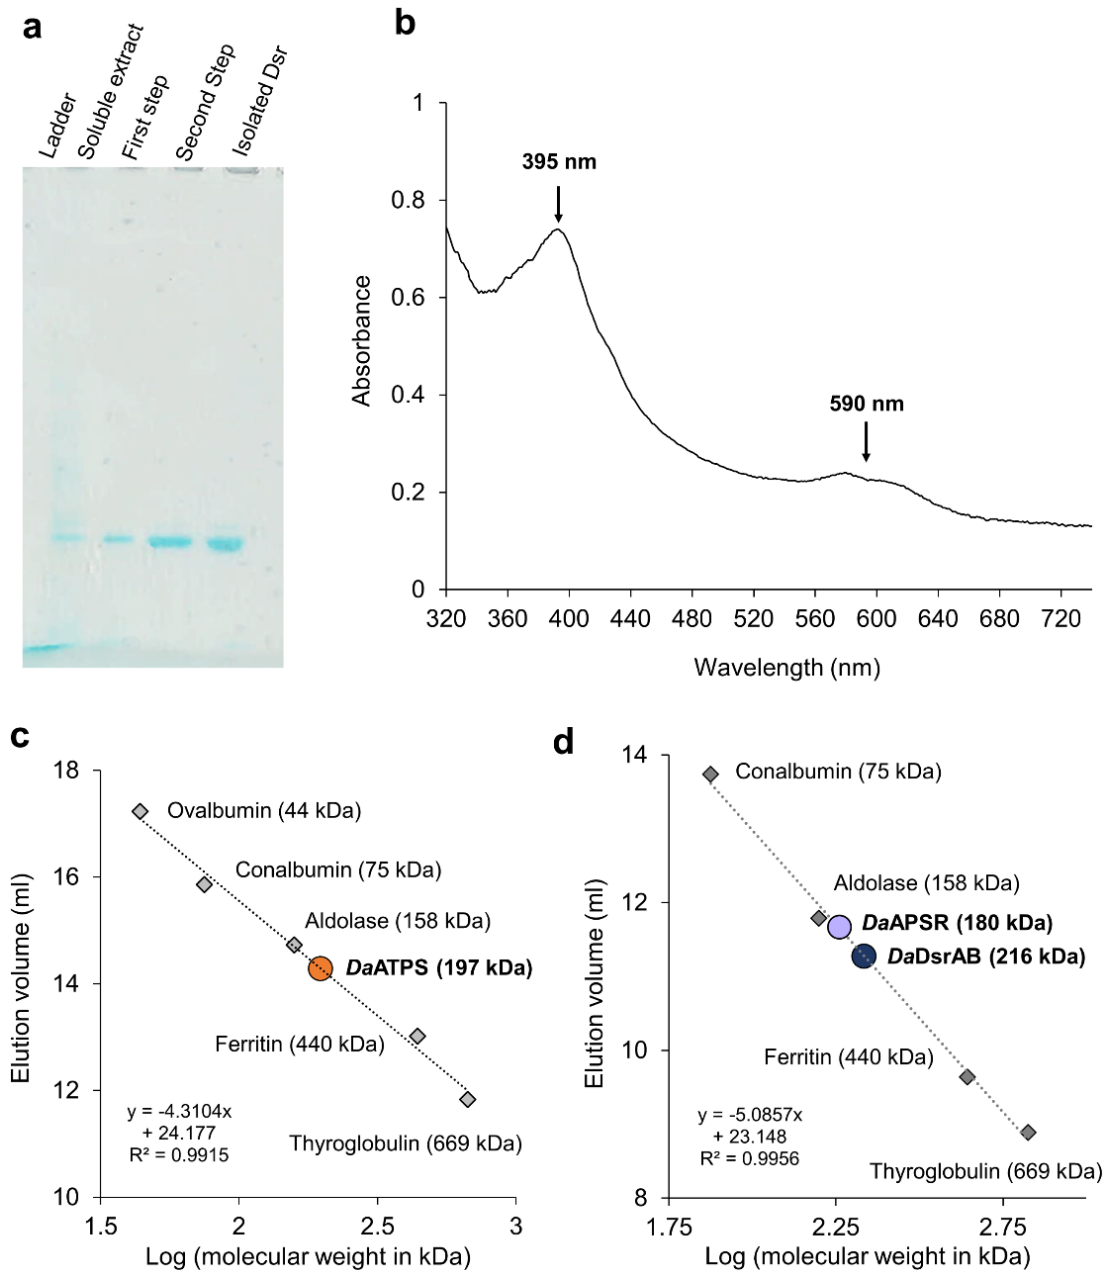 a
Ladder
Soluble extract
First step
Second Step
Isolated Dsr
b
1
0.8
0.6
0.4
0.2
0
Absorbance
395 nm
590 nm
320 360 400 440 480 520 560 600 640 680 720
Wavelength (nm)
c
18
16
14
12
10
Elution volume (ml)
Ovalbumin (44 kDa)
Conalbumin (75 kDa)
Aldolase (158 kDa)
DaATPS (197 kDa)
Ferritin (440 kDa)
Thyroglobulin (669 kDa)
y = -4.3104x
+ 24.177
R² = 0.9915
1.5 2 2.5 3
Log (molecular weight in kDa)
d
14
12
10
8
Elution volume (ml)
Conalbumin (75 kDa)
Aldolase (158 kDa)
DaAPSR (180 kDa)
DaDsrAB (216 kDa)
Ferritin (440 kDa)
Thyroglobulin (669 kDa)
y = -5.0857x
+ 23.148
R² = 0.9956
1.75 2.25 2.75
Log (molecular weight in kDa)